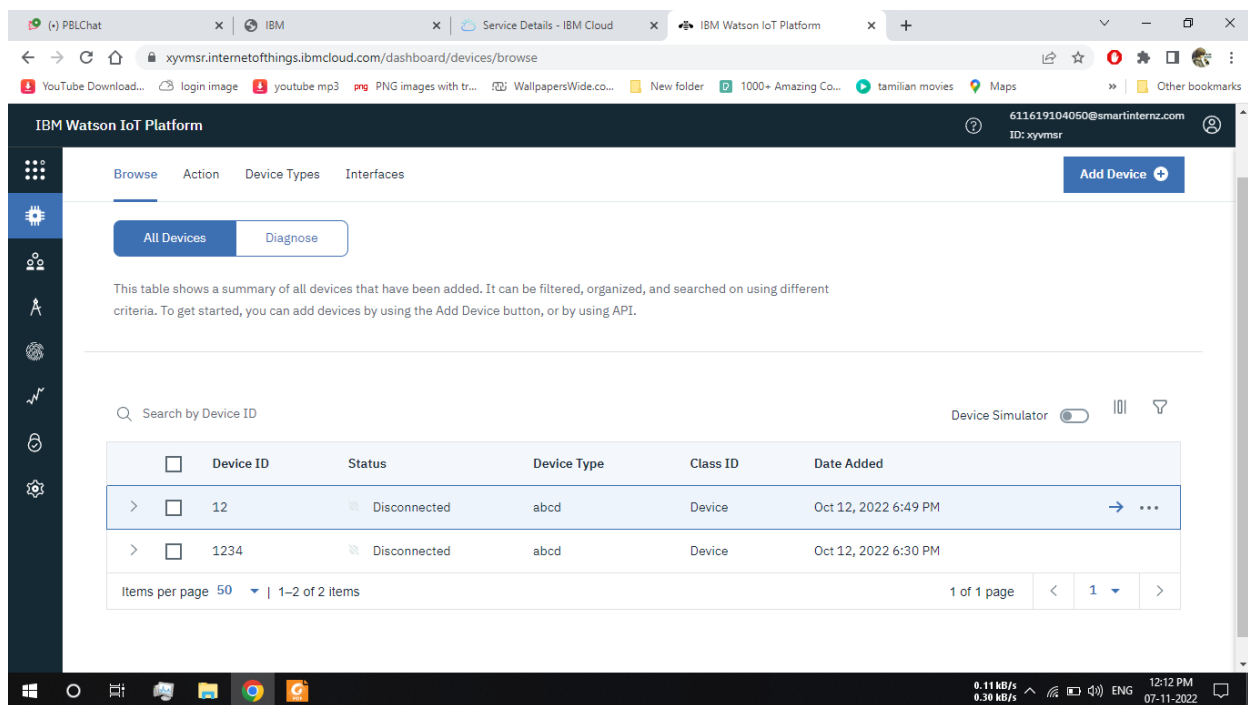 (•) PBLChat
IBM
Service Details - IBM Cloud
IBM Watson IoT Platform
xyvmsr.internetofthings.ibmcloud.com/dashboard/devices/browse
YouTube Download... login image youtube mp3 png PNG images with tr... WallpapersWide.co... New folder 1000+ Amazing Co... tamilian movies Maps » Other bookmarks
IBM Watson IoT Platform
611619104050@smartinternz.com
ID: xyvmsr
Browse Action Device Types Interfaces Add Device
All Devices Diagnose
This table shows a summary of all devices that have been added. It can be filtered, organized, and searched on using different
criteria. To get started, you can add devices by using the Add Device button, or by using API.
Search by Device ID
Device Simulator
Device ID Status Device Type Class ID Date Added
12 Disconnected abcd Device Oct 12, 2022 6:49 PM
1234 Disconnected abcd Device Oct 12, 2022 6:30 PM
Items per page 50 | 1–2 of 2 items 1 of 1 page 1
0.11 kB/s
0.30 kB/s
ENG
12:12 PM
07-11-2022